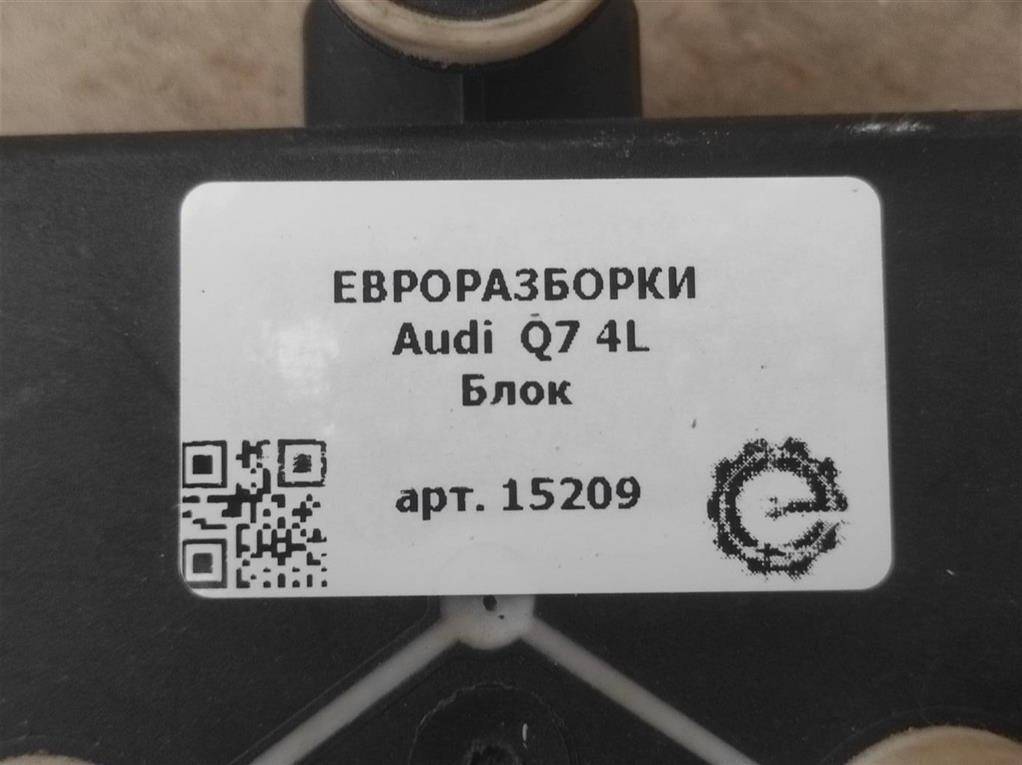 ЕВРОРАЗБОРКИ
Audi Q7 4L
Блок
арт. 15209